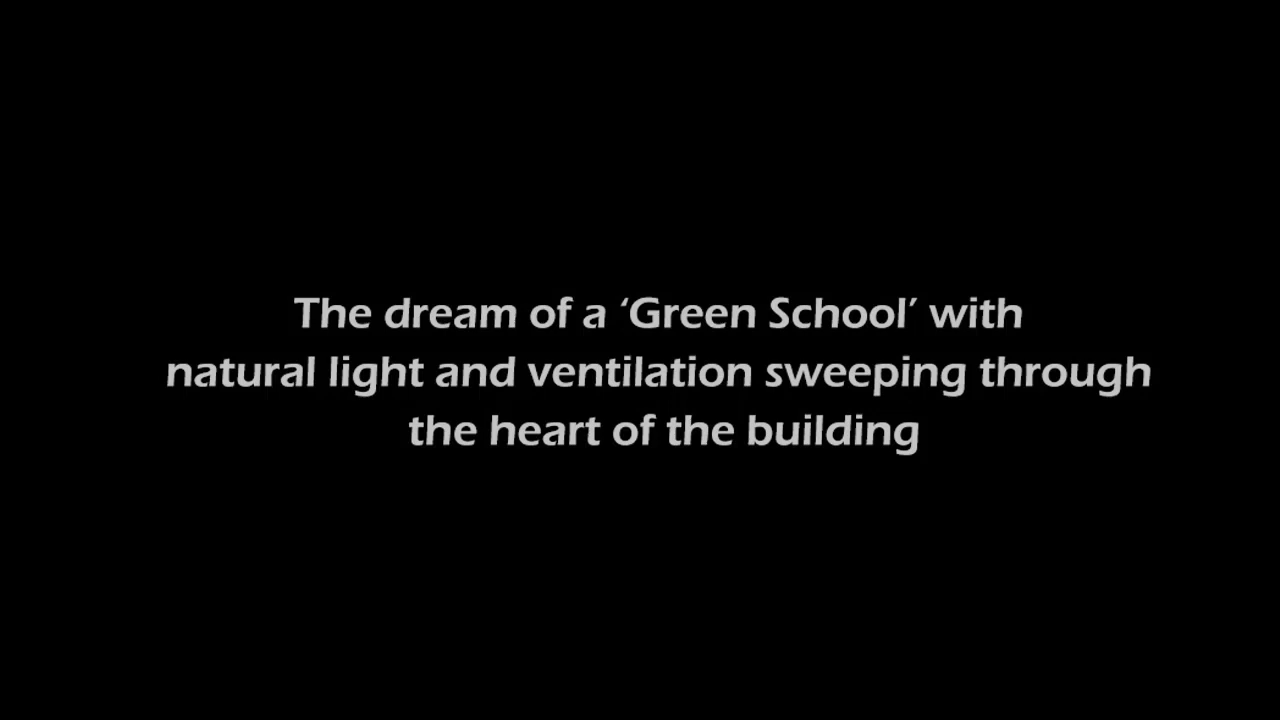 The dream of a ‘Green School’ with
natural light and ventilation sweeping through
the heart of the building